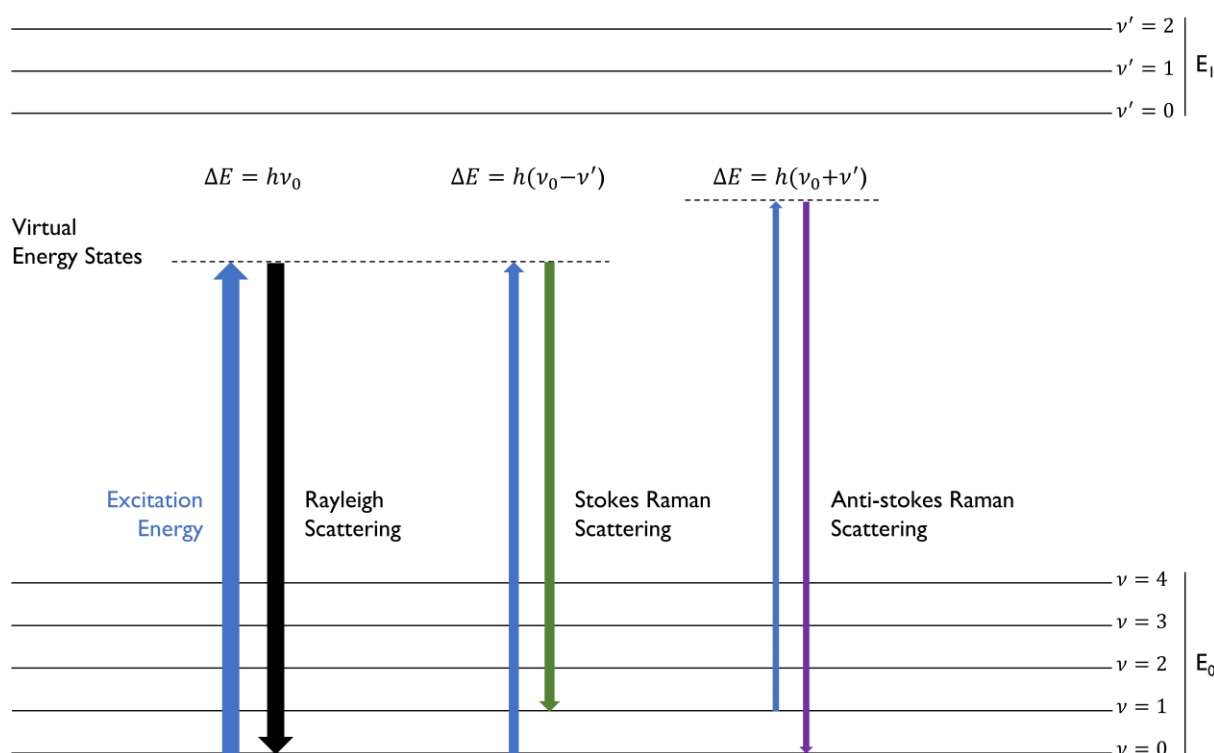 𝜈′ = 2
𝜈′ = 1
E₁
𝜈′ = 0
Δ𝐸 = ℎ𝜈₀
Δ𝐸 = ℎ(𝜈₀−𝜈′)
Δ𝐸 = ℎ(𝜈₀+𝜈′)
Virtual
Energy States
Excitation
Energy
Rayleigh
Scattering
Stokes Raman
Scattering
Anti-stokes Raman
Scattering
𝜈 = 4
𝜈 = 3
𝜈 = 2
E₀
𝜈 = 1
𝜈 = 0